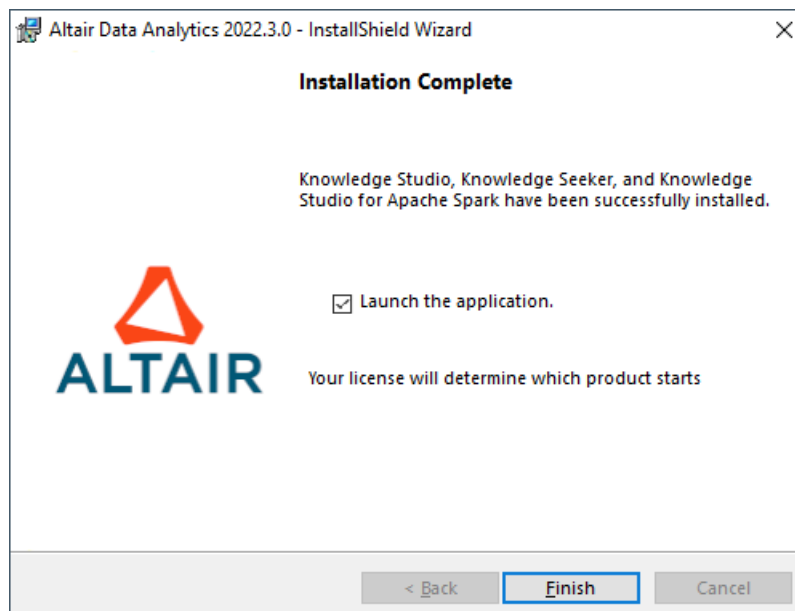 Altair Data Analytics 2022.3.0 - InstallShield Wizard
Installation Complete
Knowledge Studio, Knowledge Seeker, and Knowledge
Studio for Apache Spark have been successfully installed.
Launch the application.
ALTAIR
Your license will determine which product starts
< Back
Finish
Cancel